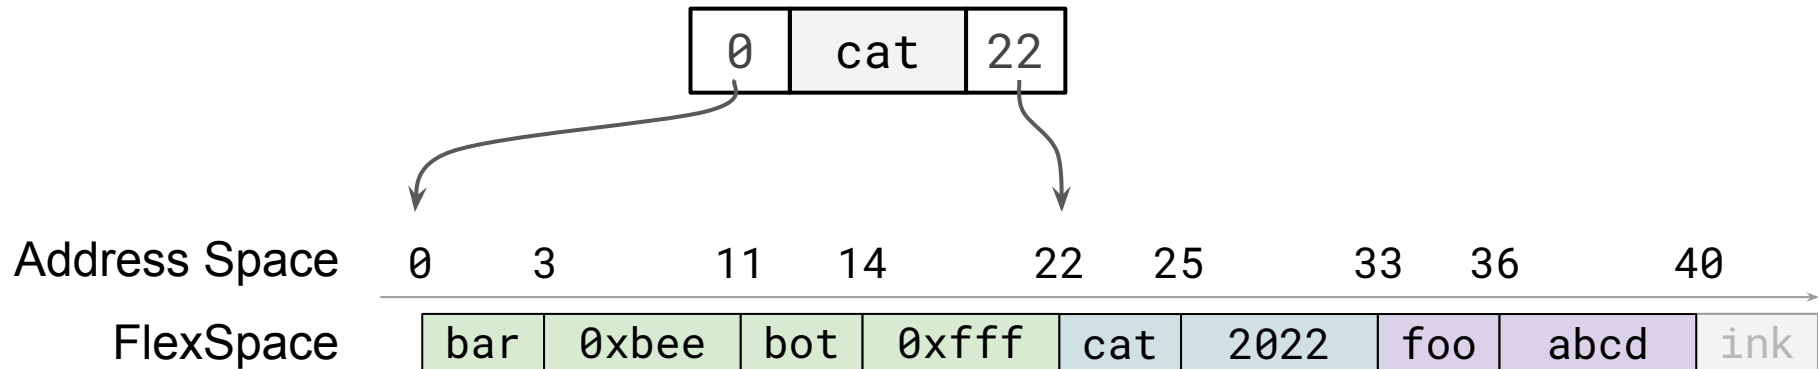 0 cat 22
Address Space 0 3 11 14 22 25 33 36 40
FlexSpace bar 0xbee bot 0xfff cat 2022 foo abcd ink